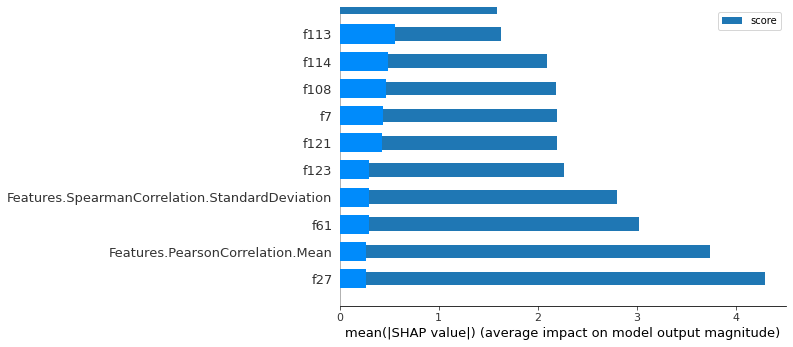 score
f113
f114
f108
f7
f121
f123
Features.SpearmanCorrelation.StandardDeviation
f61
Features.PearsonCorrelation.Mean
f27
0 1 2 3 4
mean(|SHAP value|) (average impact on model output magnitude)